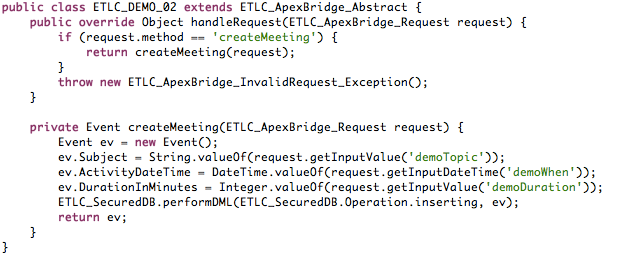 public class ETLC_DEMO_02 extends ETLC_ApexBridge_Abstract {
    public override Object handleRequest(ETLC_ApexBridge_Request request) {
        if (request.method == 'createMeeting') {
            return createMeeting(request);
        }
        throw new ETLC_ApexBridge_InvalidRequest_Exception();
    }

    private Event createMeeting(ETLC_ApexBridge_Request request) {
        Event ev = new Event();
        ev.Subject = String.valueOf(request.getInputValue('demoTopic'));
        ev.ActivityDateTime = DateTime.valueOf(request.getInputDateTime('demoWhen'));
        ev.DurationInMinutes = Integer.valueOf(request.getInputValue('demoDuration'));
        ETLC_SecuredDB.performDML(ETLC_SecuredDB.Operation.inserting, ev);
        return ev;
    }
}